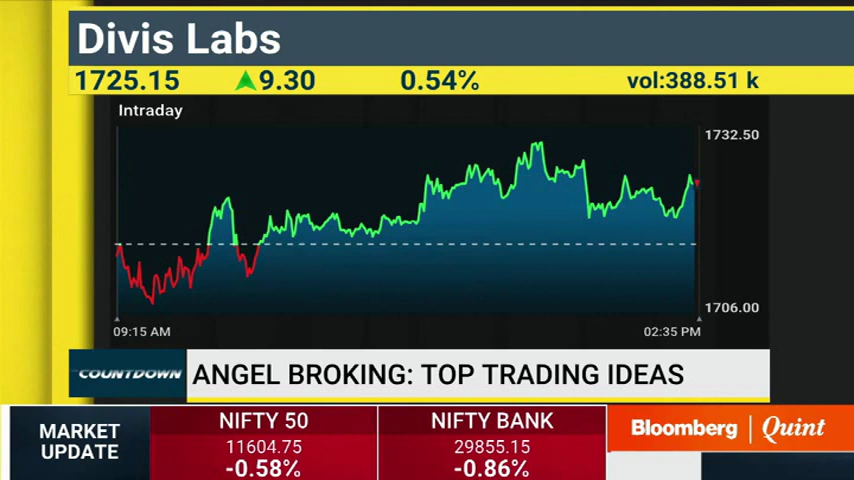 Divis Labs
1725.15 9.30 0.54% vol:388.51 k
Intraday
1732.50
1706.00
09:15 AM 02:35 PM
COUNTDOWN ANGEL BROKING: TOP TRADING IDEAS
MARKET UPDATE
NIFTY 50
11604.75
-0.58%
NIFTY BANK
29855.15
-0.86%
Bloomberg | Quint